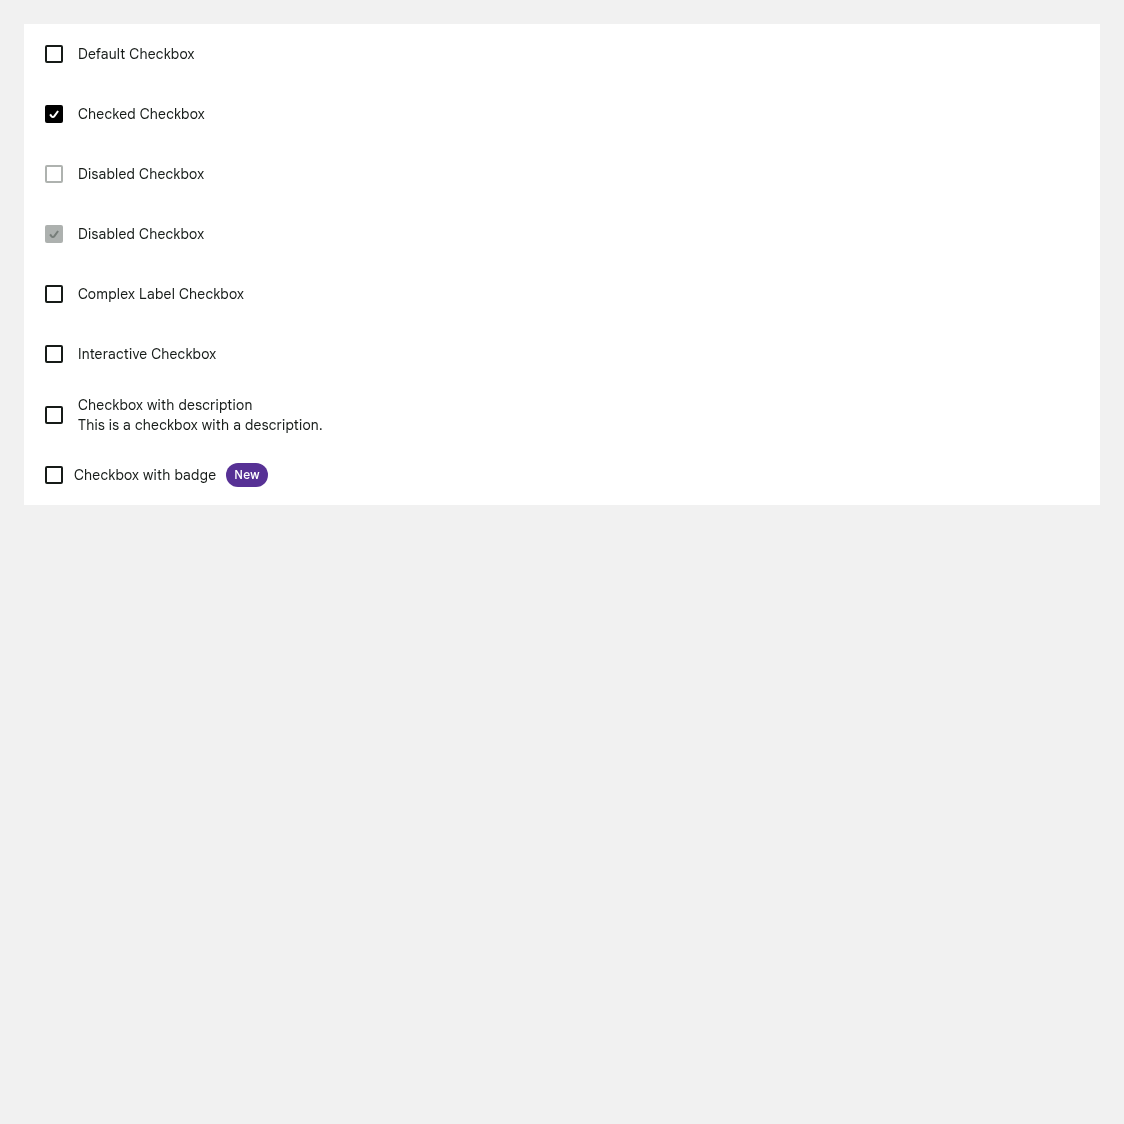 Default Checkbox
Checked Checkbox
Disabled Checkbox
Disabled Checkbox
Complex Label Checkbox
Interactive Checkbox
Checkbox with description
This is a checkbox with a description.
Checkbox with badge New